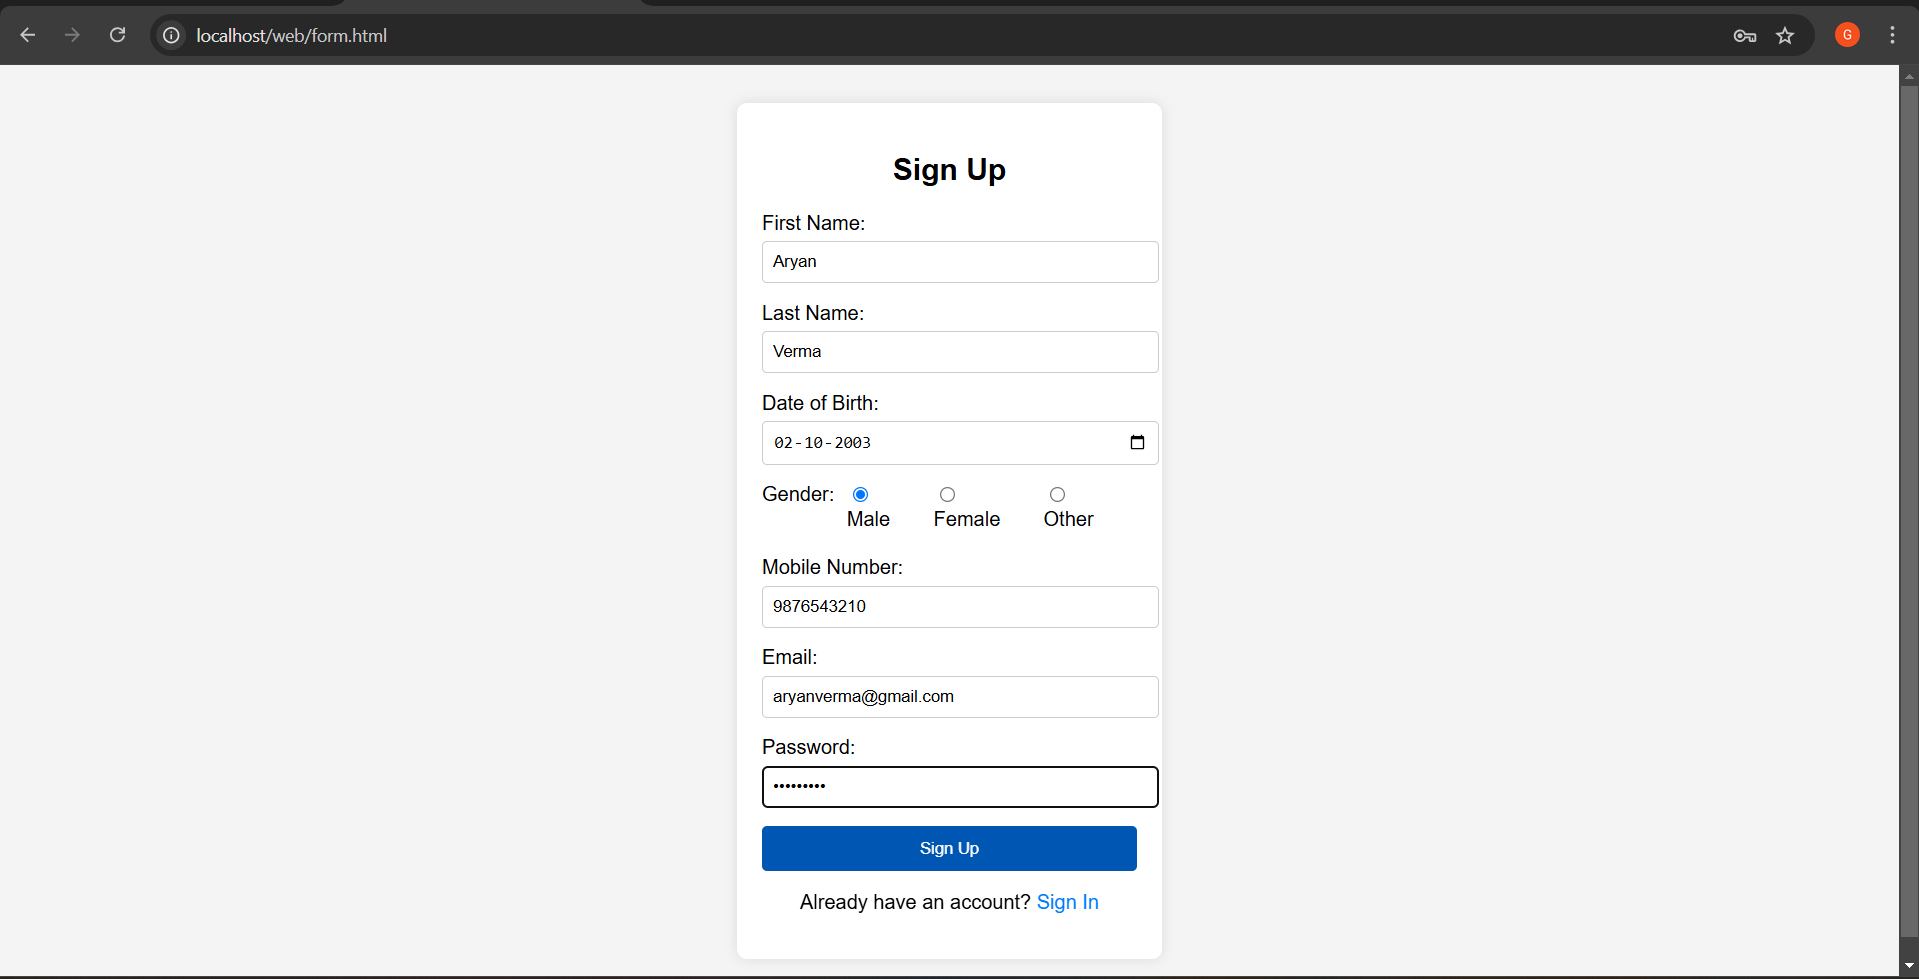 localhost/web/form.html
G
Sign Up
First Name:
Aryan
Last Name:
Verma
Date of Birth:
02-10-2003
Gender:
Male Female Other
Mobile Number:
9876543210
Email:
aryanverma@gmail.com
Password:
•••••••••
Sign Up
Already have an account? Sign In